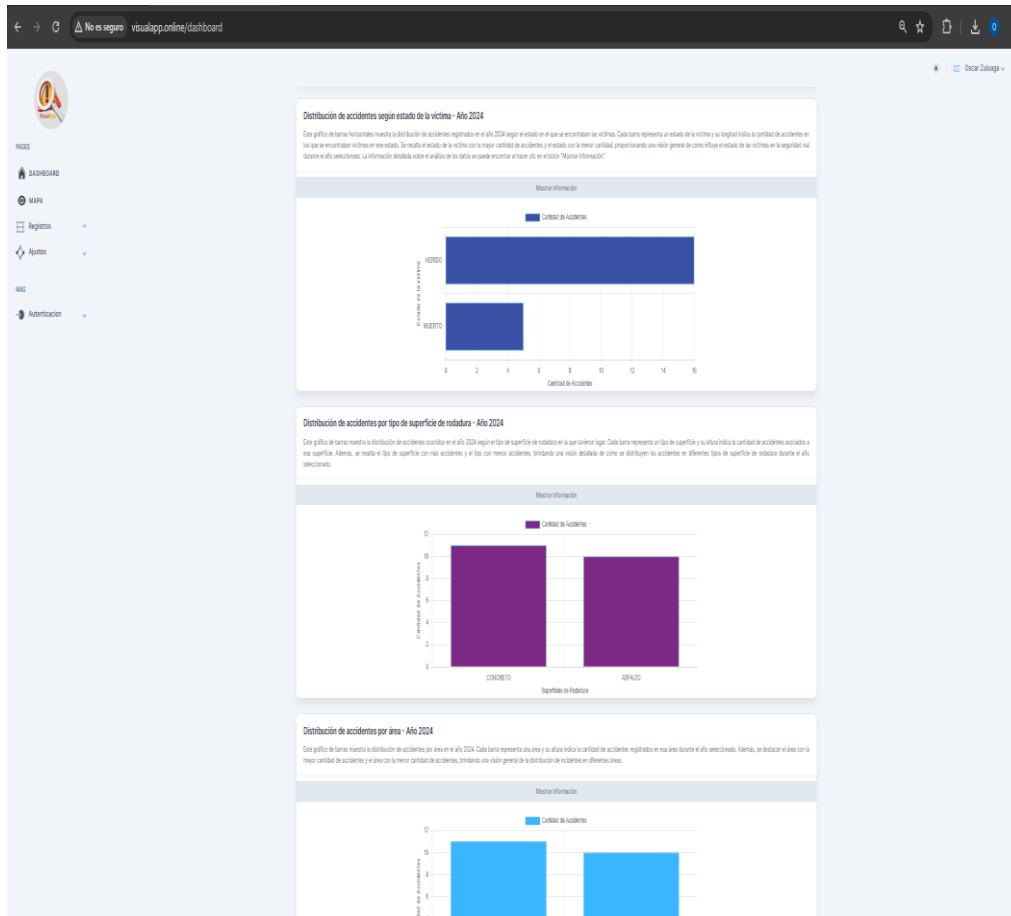 No es seguro visualapp.online/dashboard
Oscar Zuluaga
PAGES
DASHBOARD
MAPA
Registros
Ajustes
MAS
Autenticacion
Distribución de accidentes según estado de la víctima - Año 2024
Este gráfico de barras horizontales muestra la distribución de accidentes registrados en el año 2024 según el estado en el que se encontraban las víctimas. Cada barra representa un estado de la víctima y su longitud indica la cantidad de accidentes en
los que se encontraban víctimas en ese estado. Se resalta el estado de la víctima con la mayor cantidad de accidentes y el estado con la menor cantidad, proporcionando una visión general de cómo influye el estado de las víctimas en la seguridad vial
durante el año seleccionado. La información detallada sobre el análisis de los datos se puede encontrar al hacer clic en el botón "Mostrar Información".
Mostrar Información
Cantidad de Accidentes
Estado de la víctima
HERIDO
MUERTO
0 2 4 6 8 10 12 14 16
Cantidad de Accidentes
Distribución de accidentes por tipo de superficie de rodadura - Año 2024
Este gráfico de barras muestra la distribución de accidentes ocurridos en el año 2024 según el tipo de superficie de rodadura en la que tuvieron lugar. Cada barra representa un tipo de superficie y su altura indica la cantidad de accidentes asociados a
esa superficie. Además, se resalta el tipo de superficie con más accidentes y el tipo con menos accidentes, brindando una visión detallada de cómo se distribuyen los accidentes en diferentes tipos de superficie de rodadura durante el año
seleccionado.
Mostrar Información
Cantidad de Accidentes
Cantidad de Accidentes
12
10
8
6
4
2
0
CONCRETO ASFALTO
Superficies de Rodadura
Distribución de accidentes por área - Año 2024
Este gráfico de barras muestra la distribución de accidentes por área en el año 2024. Cada barra representa una área y su altura indica la cantidad de accidentes registrados en esa área durante el año seleccionado. Además, se destacan el área con la
mayor cantidad de accidentes y el área con la menor cantidad de accidentes, brindando una visión general de la distribución de incidentes en diferentes áreas.
Mostrar Información
Cantidad de Accidentes
12
10
8
6
dad de Accidentes